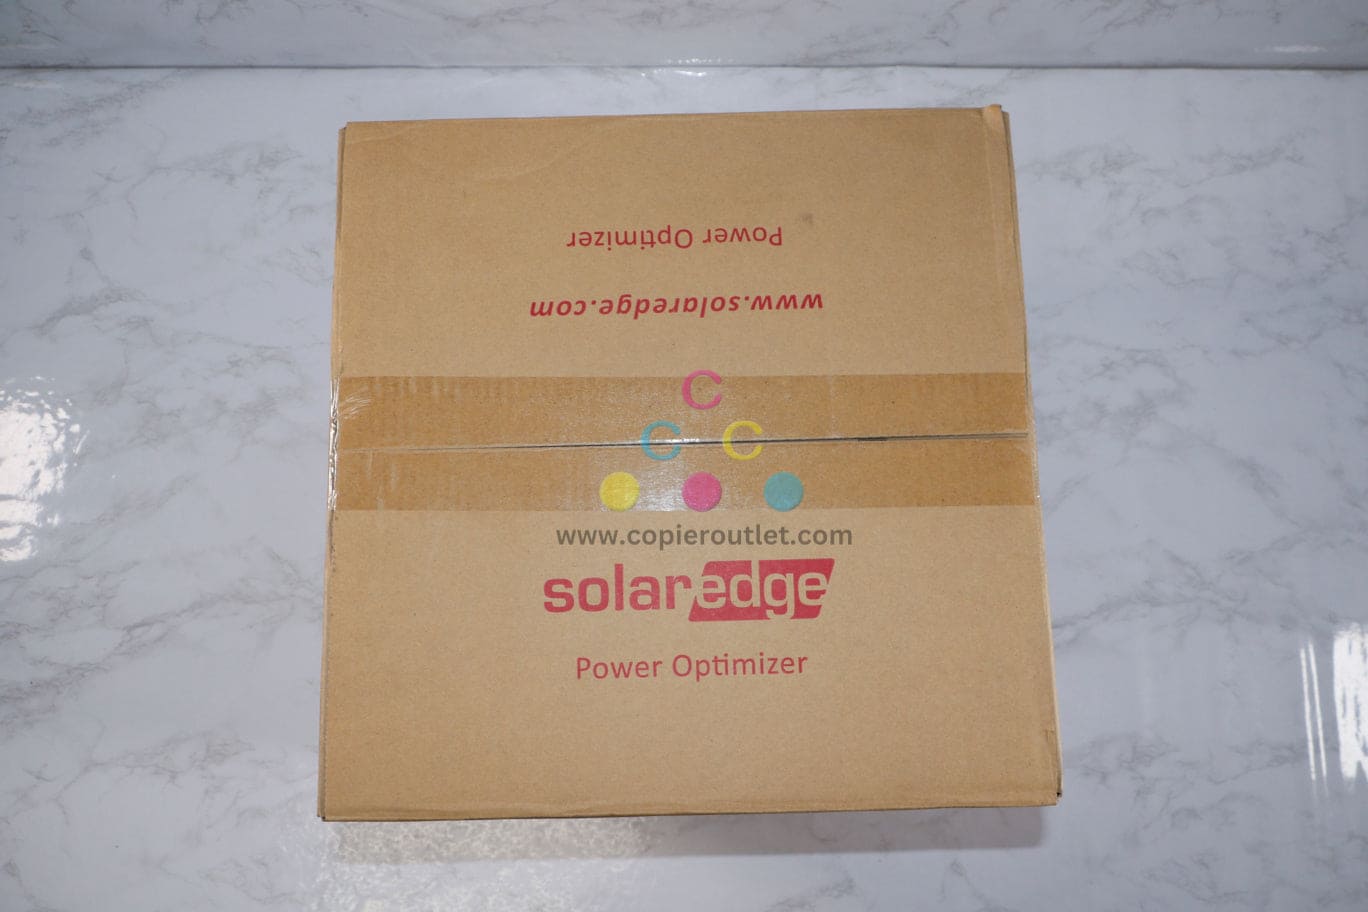 Power Optimizer
www.solaredge.com
C
C C
www.copieroutlet.com
solaredge
Power Optimizer